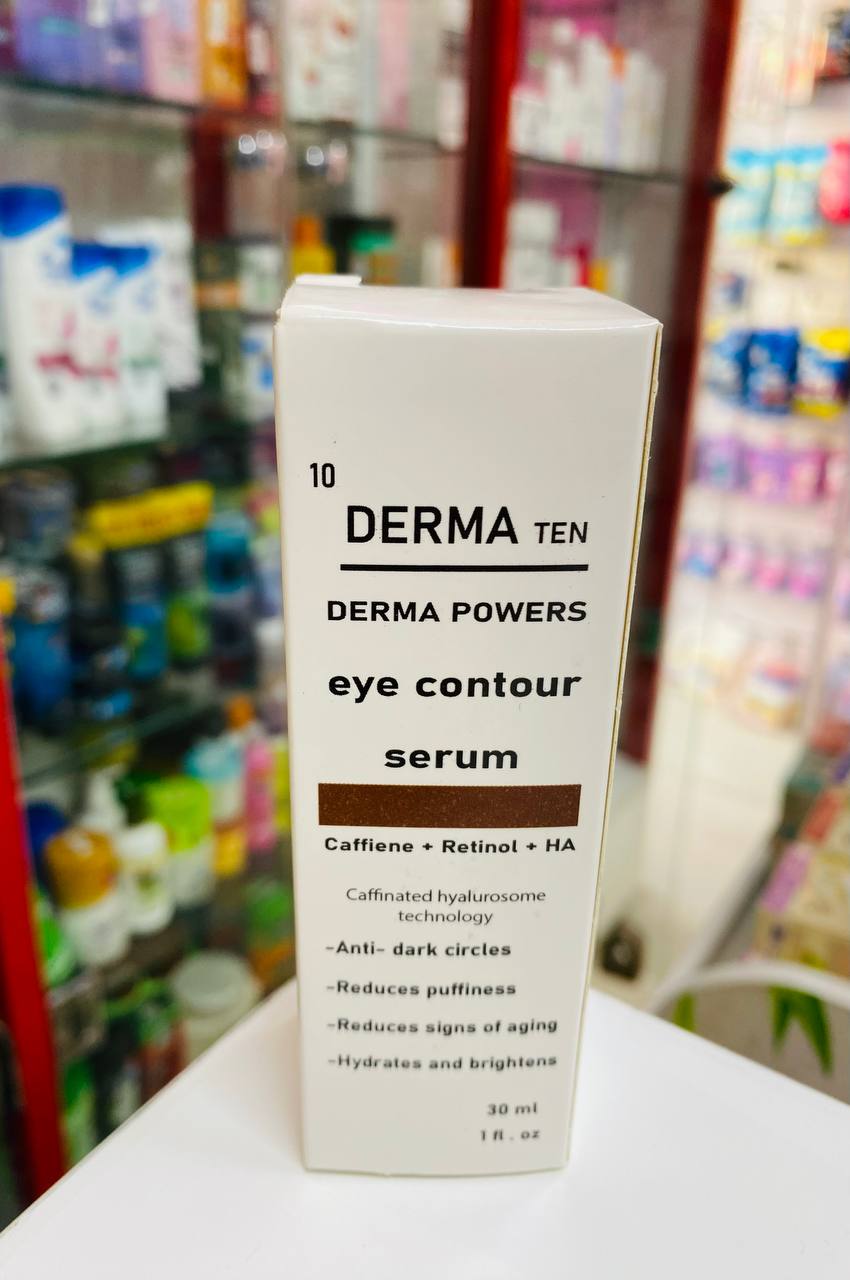 10
DERMA TEN
DERMA POWERS
eye contour
serum
Caffiene + Retinol + HA
Caffinated hyalurosome
technology
-Anti- dark circles
-Reduces puffiness
-Reduces signs of aging
-Hydrates and brightens
30 ml
1 fl . oz